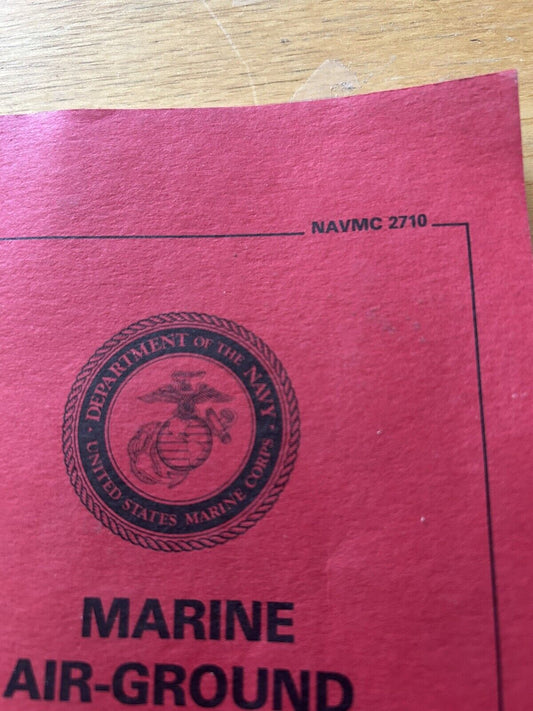 NAVMC 2710
DEPARTMENT OF THE NAVY
UNITED STATES MARINE CORPS
MARINE
AIR-GROUND